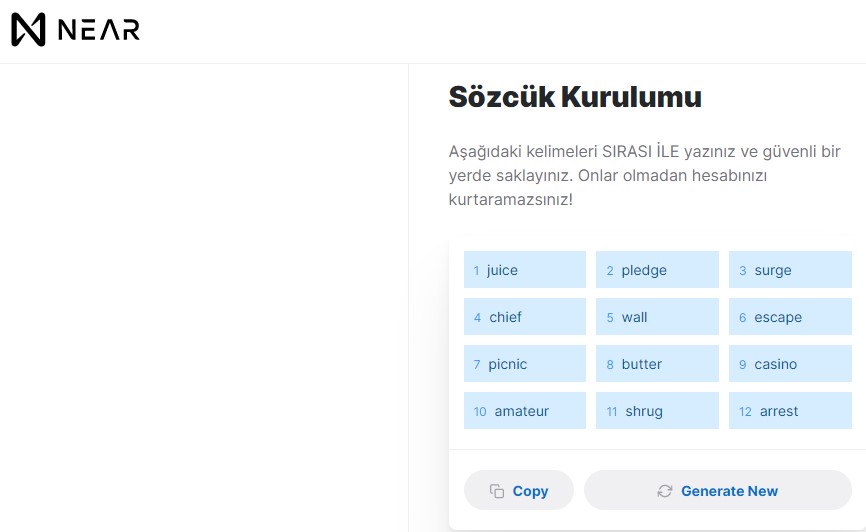 NEAR
Sözcük Kurulumu
Aşağıdaki kelimeleri SIRASI İLE yazınız ve güvenli bir
yerde saklayınız. Onlar olmadan hesabınızı
kurtaramazsınız!
1 juice 2 pledge 3 surge
4 chief 5 wall 6 escape
7 picnic 8 butter 9 casino
10 amateur 11 shrug 12 arrest
Copy Generate New